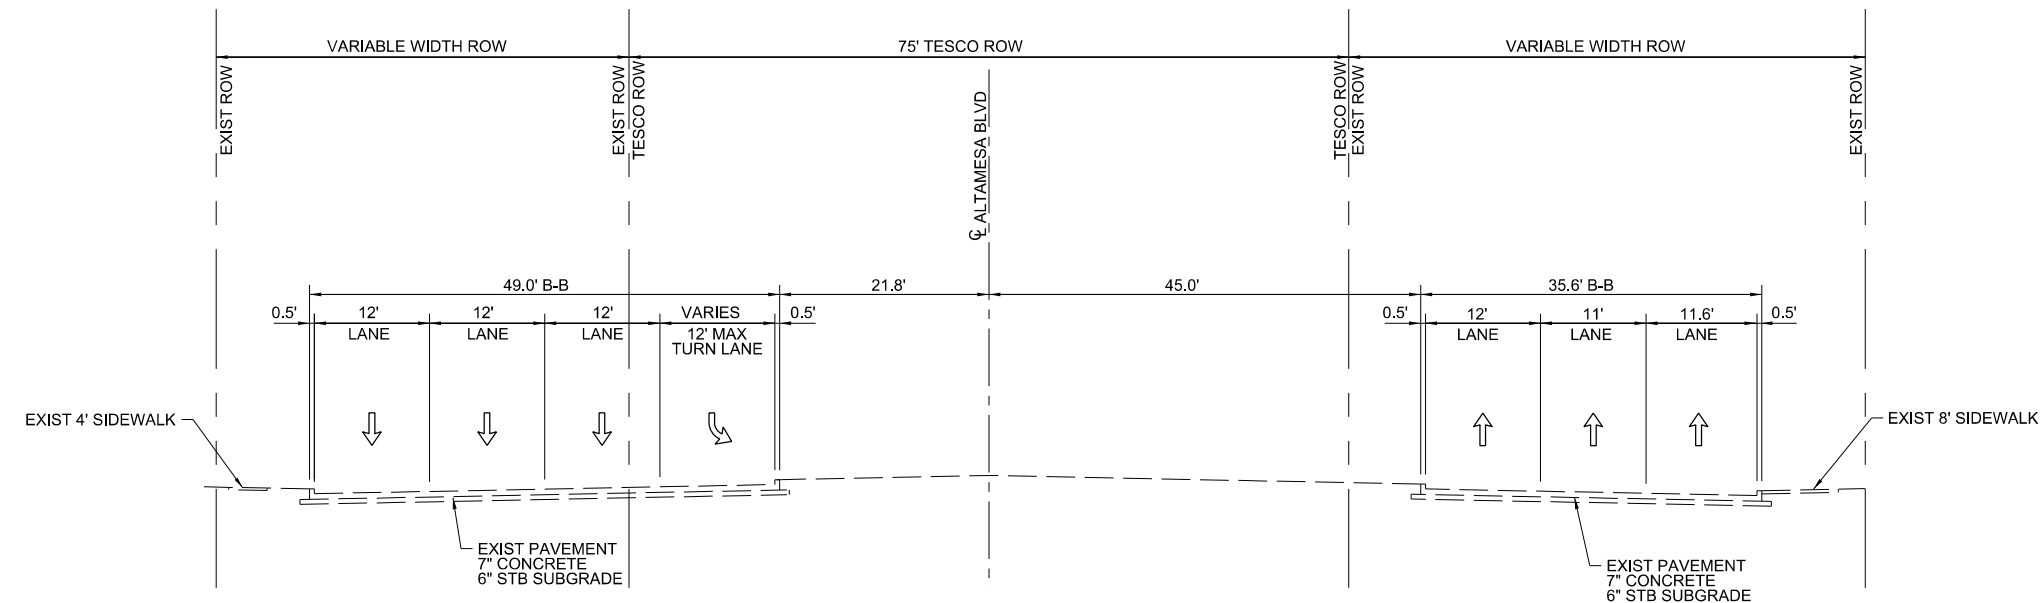 VARIABLE WIDTH ROW
75' TESCO ROW
VARIABLE WIDTH ROW
EXIST ROW
EXIST ROW
TESCO ROW
℄ ALTAMESA BLVD
TESCO ROW
EXIST ROW
EXIST ROW
49.0' B-B
21.8'
45.0'
35.6' B-B
0.5'
12'
LANE
12'
LANE
12'
LANE
VARIES
12' MAX
TURN LANE
0.5'
0.5'
12'
LANE
11'
LANE
11.6'
LANE
0.5'
EXIST 4' SIDEWALK
EXIST 8' SIDEWALK
EXIST PAVEMENT
7" CONCRETE
6" STB SUBGRADE
EXIST PAVEMENT
7" CONCRETE
6" STB SUBGRADE